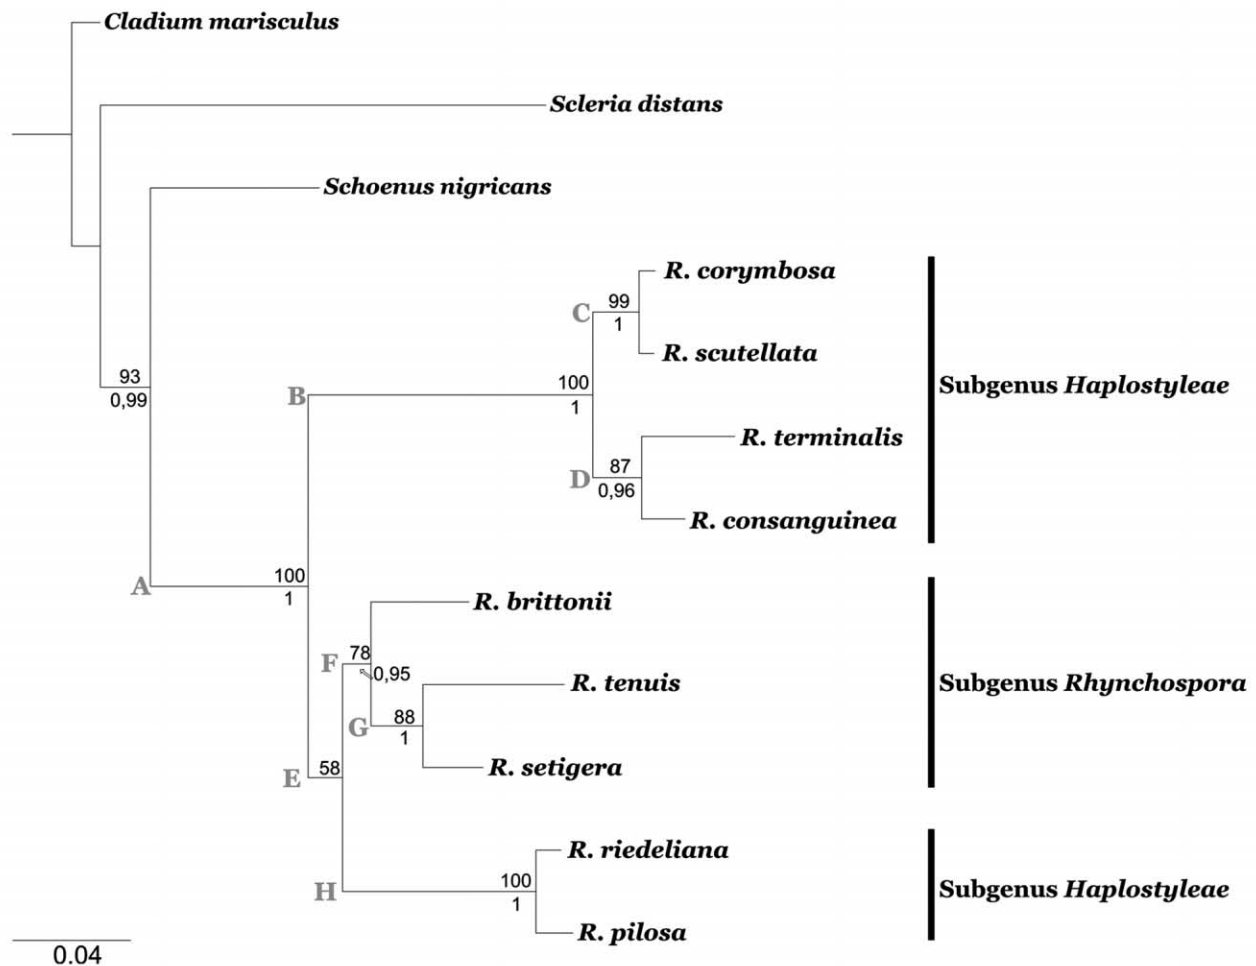 Cladium marisculus
Scleria distans
Schoenus nigricans
R. corymbosa
C 99
1
R. scutellata
93
0,99
B 100
1
Subgenus Haplostyleae
R. terminalis
D 87
0,96
R. consanguinea
A 100
1
R. brittonii
F 78
0,95
R. tenuis
Subgenus Rhynchospora
G 88
1
R. setigera
E 58
R. riedeliana
H 100
1
Subgenus Haplostyleae
R. pilosa
0.04